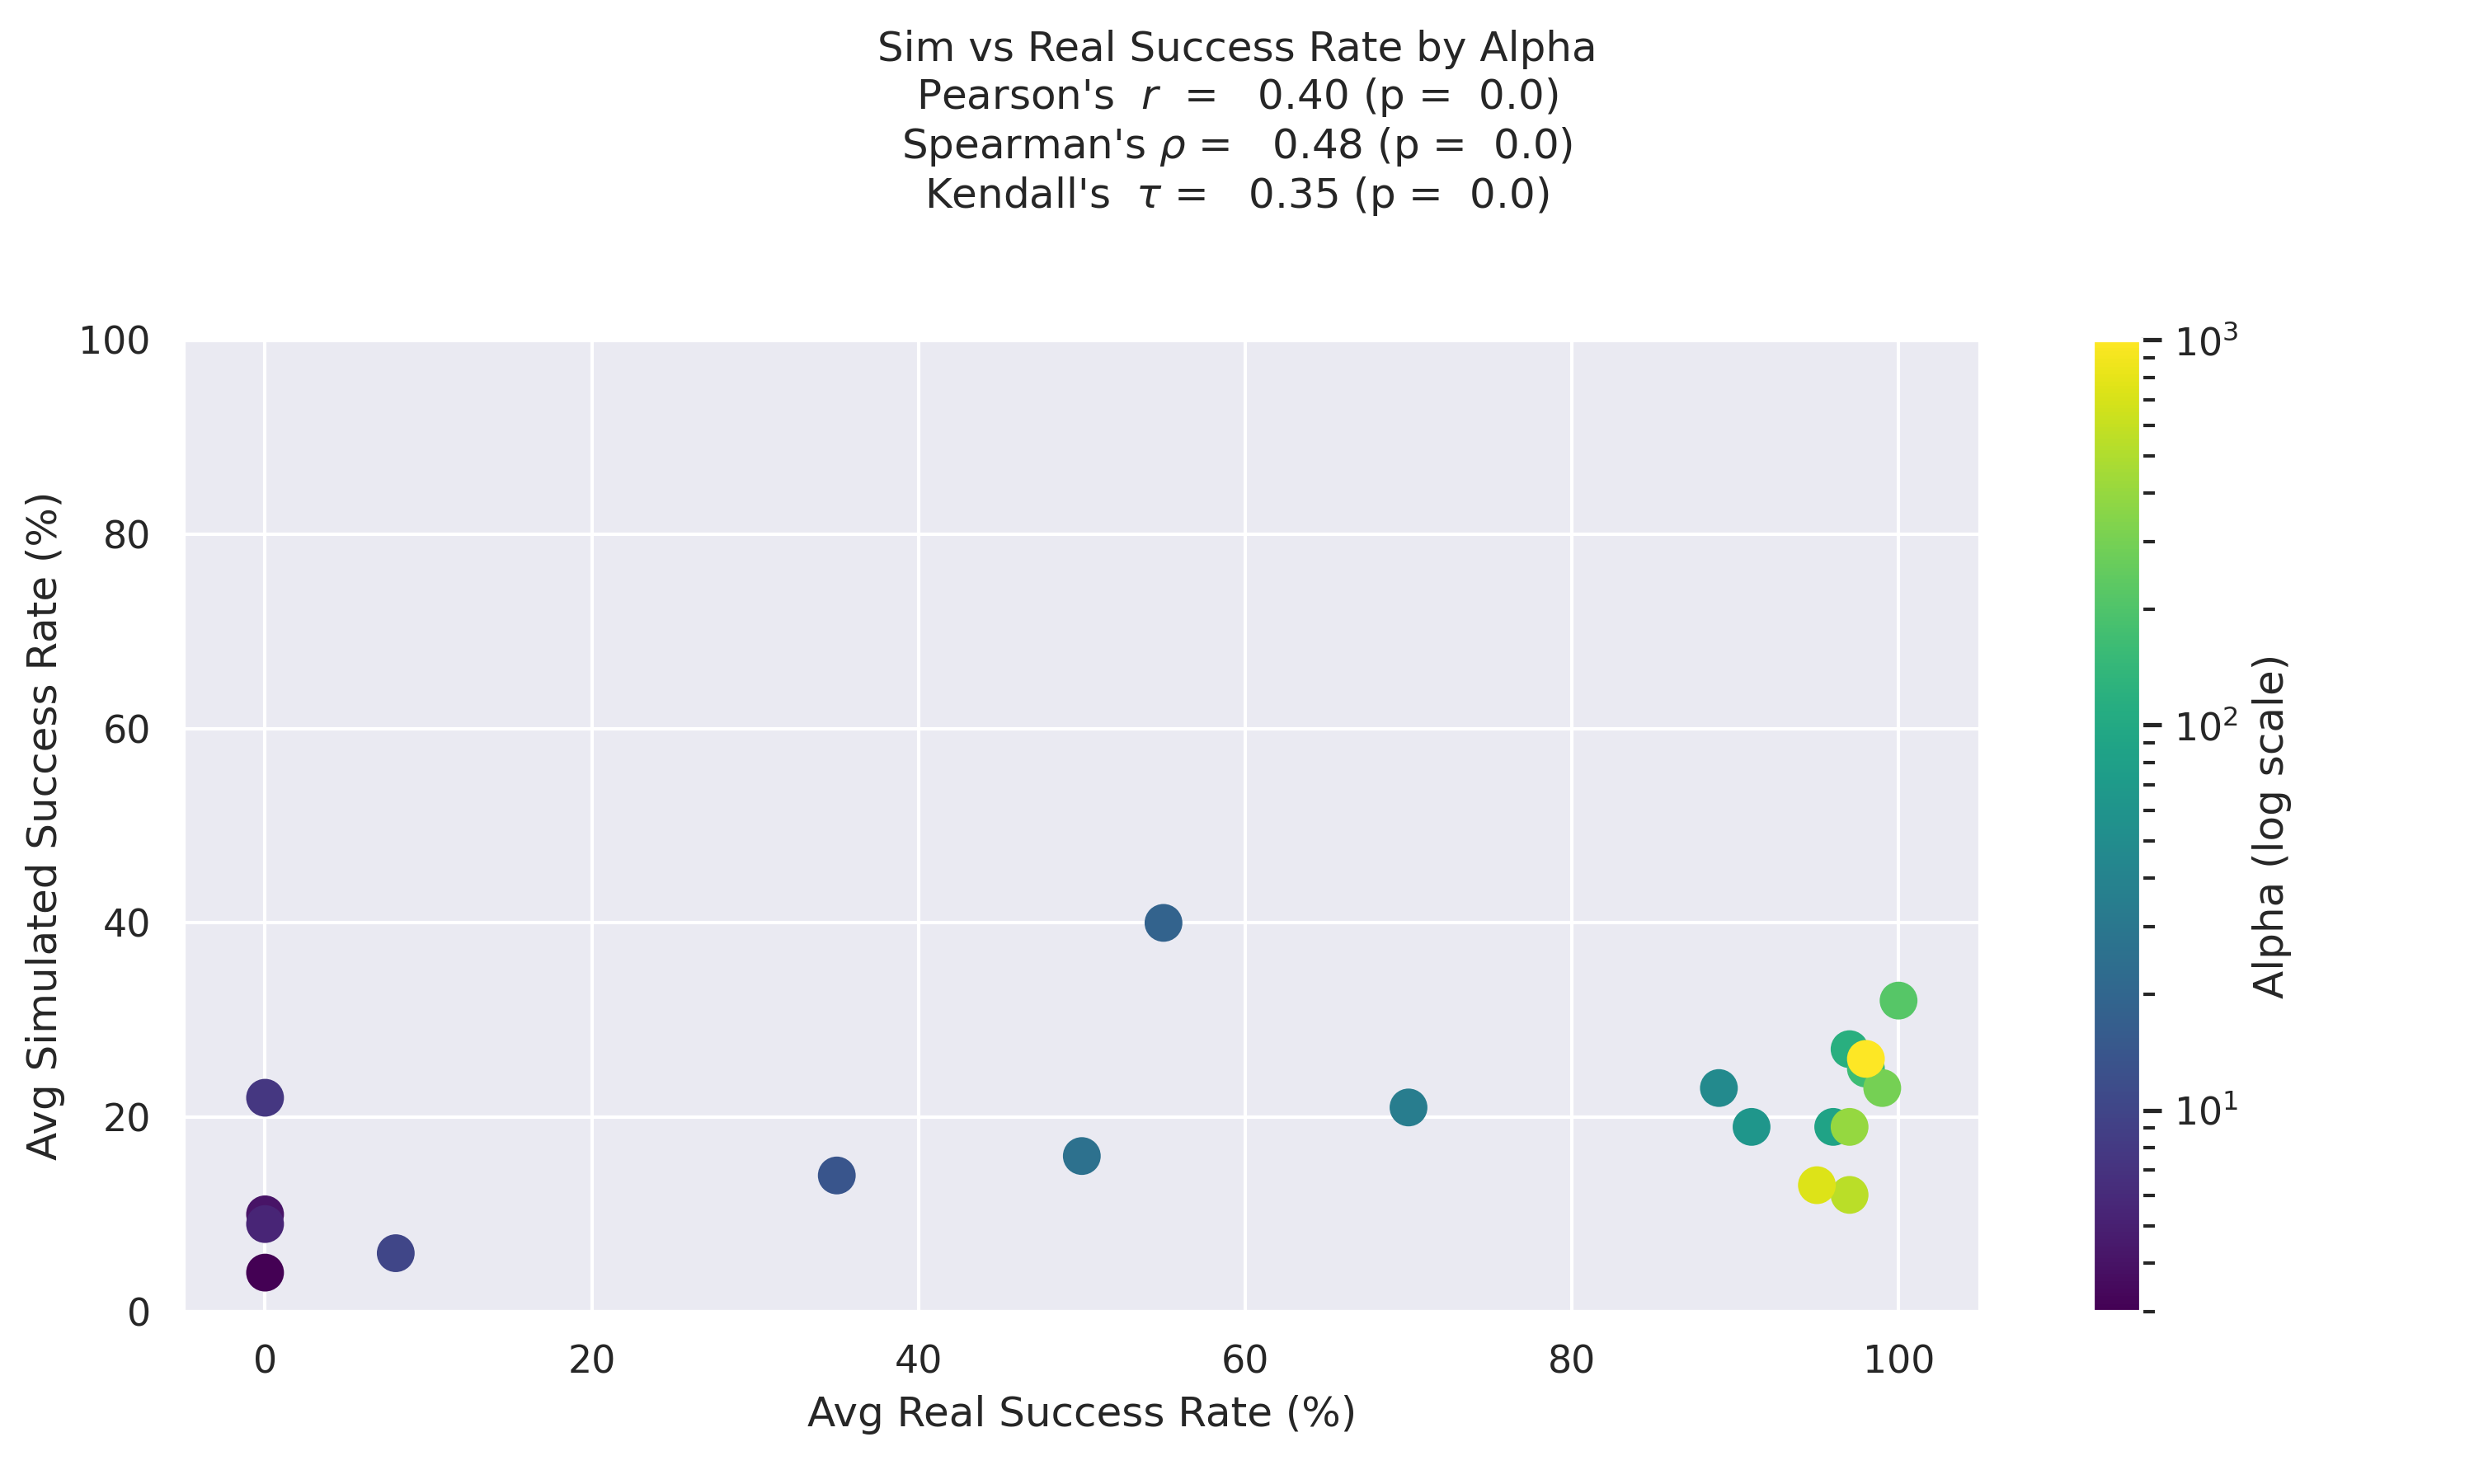 Sim vs Real Success Rate by Alpha
Pearson's r = 0.40 (p = 0.0)
Spearman's ρ = 0.48 (p = 0.0)
Kendall's τ = 0.35 (p = 0.0)
100
80
60
40
20
0
Avg Simulated Success Rate (%)
0 20 40 60 80 100
Avg Real Success Rate (%)
10³
10²
10¹
Alpha (log scale)